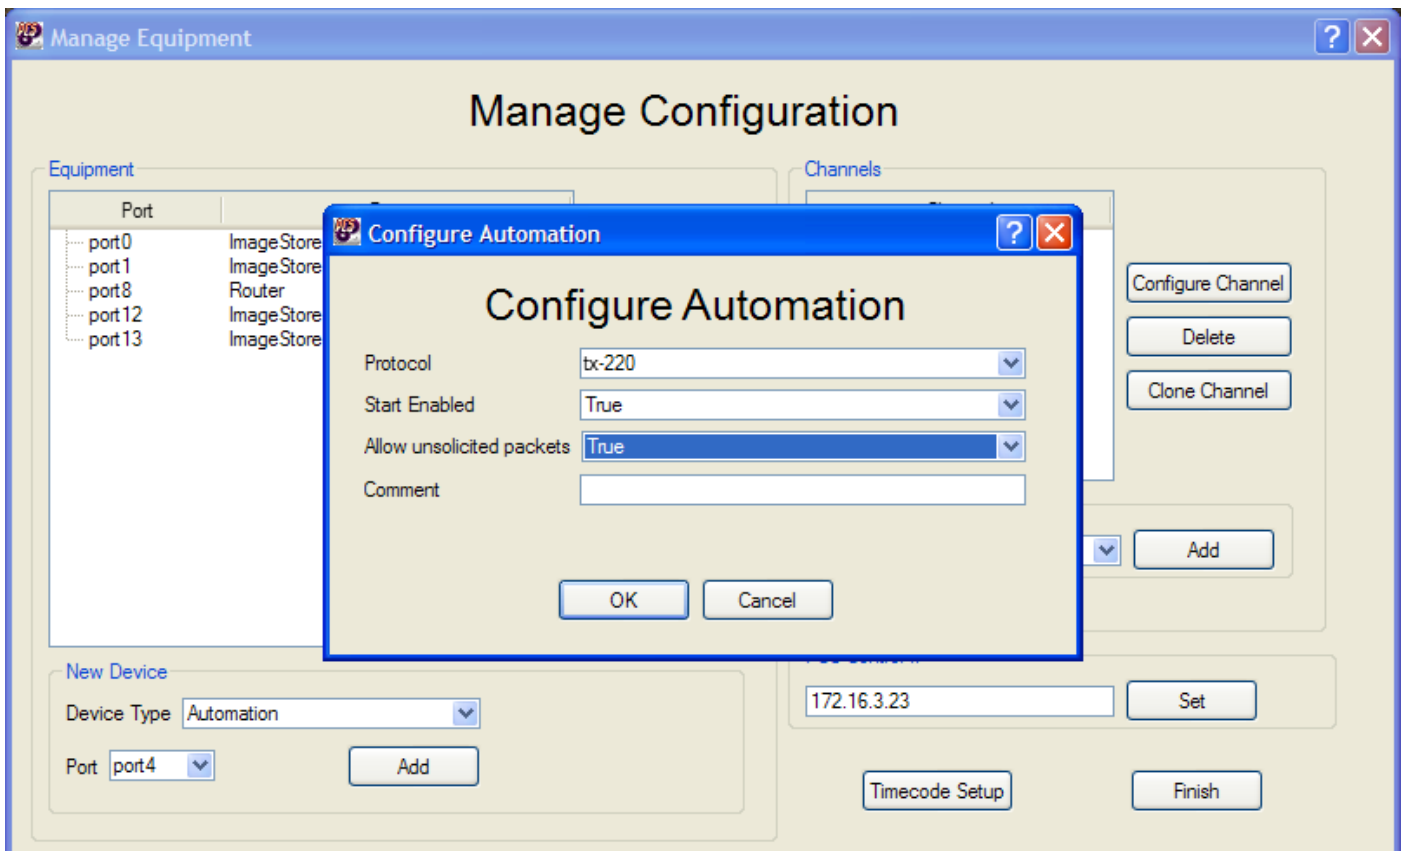 Manage Equipment
Manage Configuration
Equipment
Channels
Port
port0 ImageStore
port1 ImageStore
port8 Router
port12 ImageStore
port13 ImageStore
Configure Automation
Configure Automation
Protocol tx-220
Start Enabled True
Allow unsolicited packets True
Comment
OK Cancel
Configure Channel
Delete
Clone Channel
Add
New Device
Device Type Automation
Port port4 Add
172.16.3.23 Set
Timecode Setup Finish